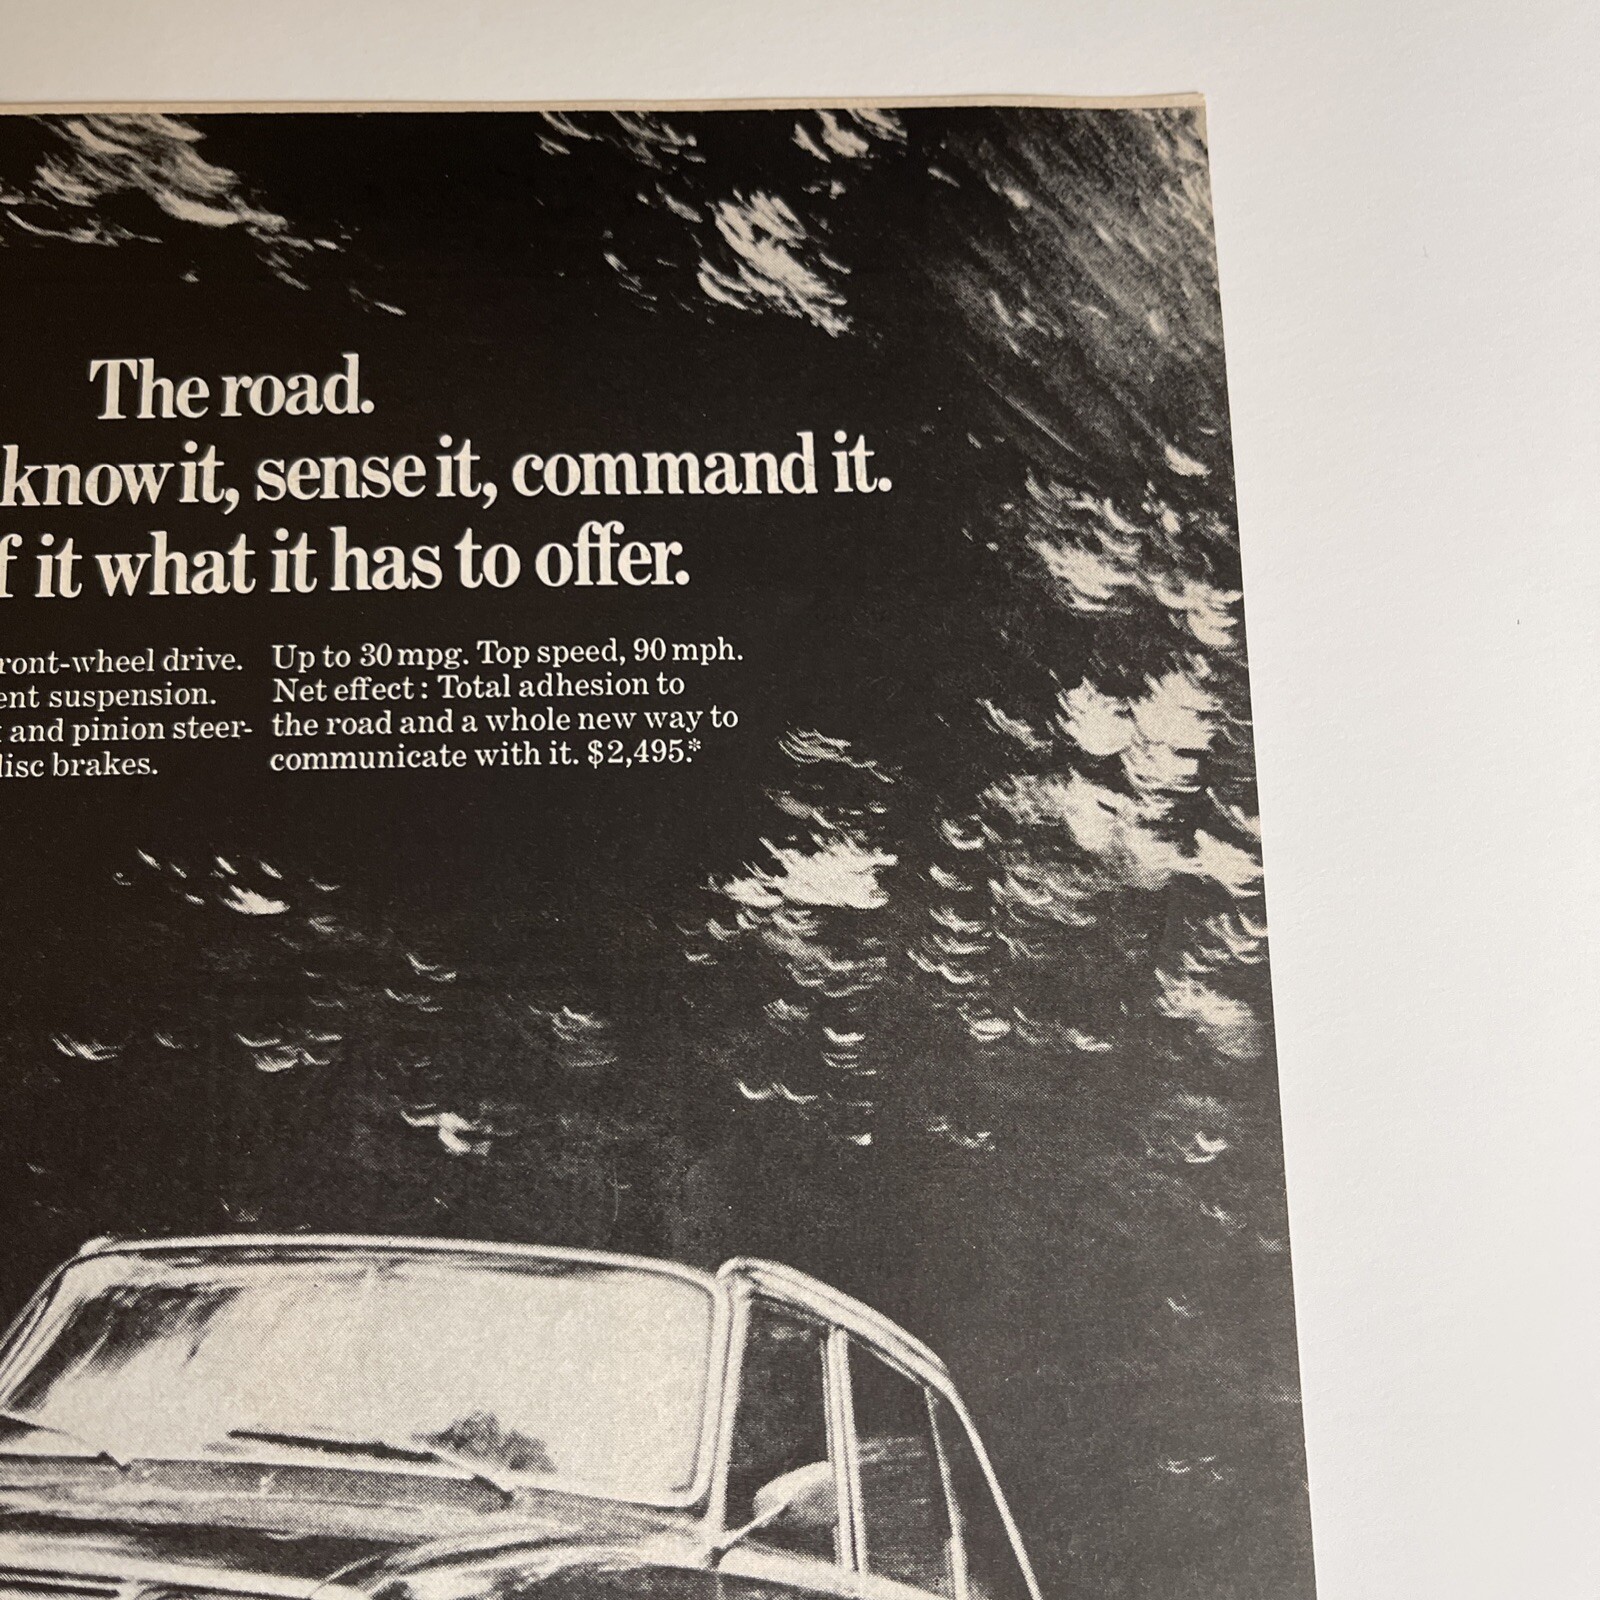 The road.
know it, sense it, command it.
f it what it has to offer.
ront-wheel drive.
ent suspension.
and pinion steer-
disc brakes.
Up to 30 mpg. Top speed, 90 mph.
Net effect: Total adhesion to
the road and a whole new way to
communicate with it. $2,495.*